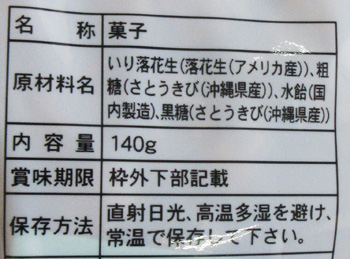 名 称 菓子
原材料名 いり落花生(落花生(アメリカ産))、粗
糖(さとうきび(沖縄県産))、水飴(国
内製造)、黒糖(さとうきび(沖縄県産))
内 容 量 140g
賞味期限 枠外下部記載
保存方法 直射日光、高温多湿を避け、
常温で保存して下さい。